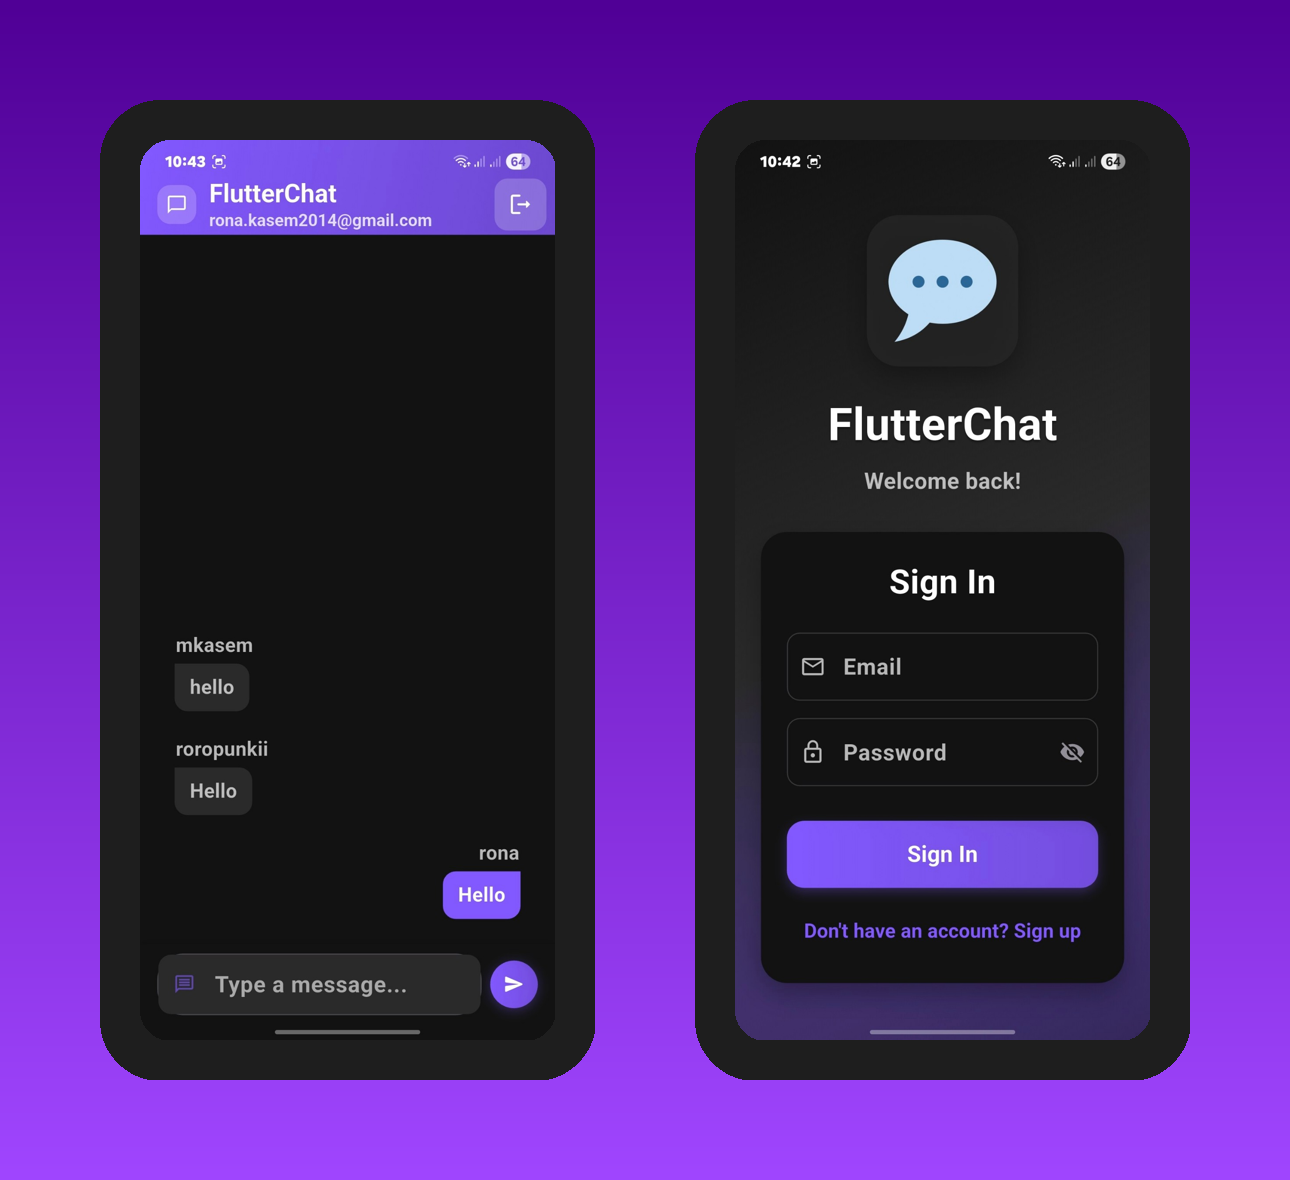 10:43
64
FlutterChat
rona.kasem2014@gmail.com
mkasem
hello
roropunkii
Hello
rona
Hello
Type a message...
10:42
64
FlutterChat
Welcome back!
Sign In
Email
Password
Sign In
Don't have an account? Sign up